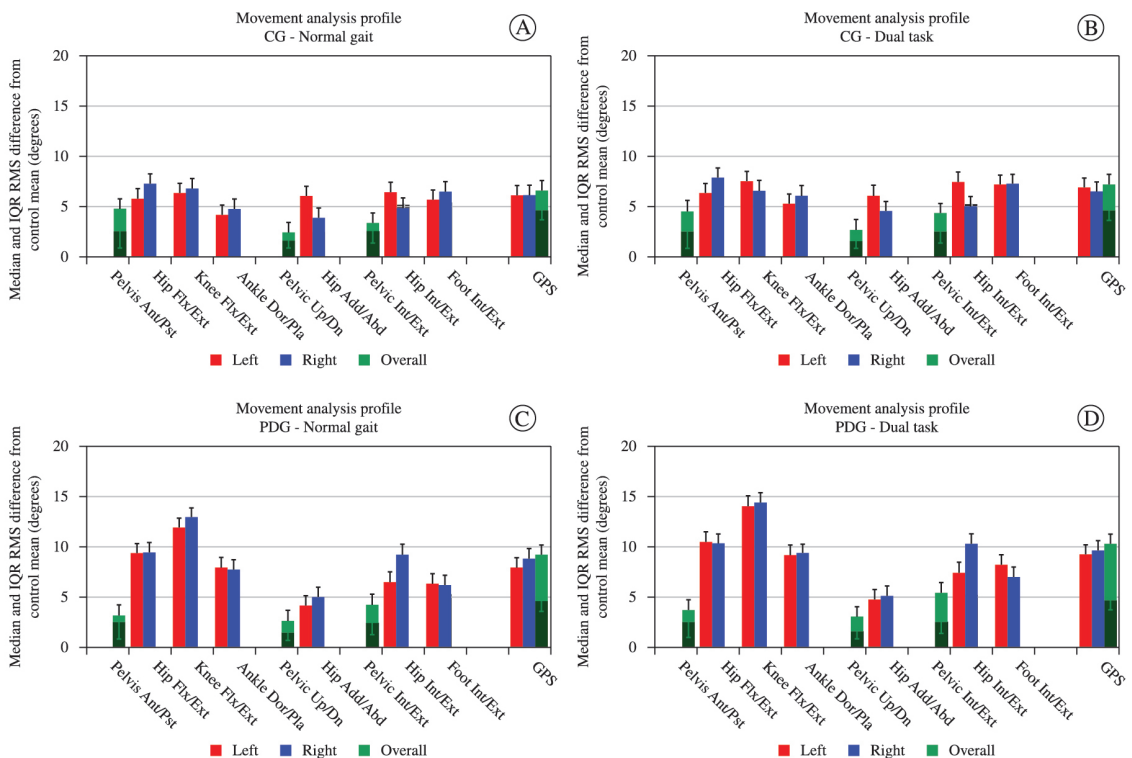 Movement analysis profile
CG - Normal gait
A
Median and IQR RMS difference from
control mean (degrees)
20
15
10
5
0
Pelvis Ant/Pst
Hip Flx/Ext
Knee Flx/Ext
Ankle Dor/Pla
Pelvic Up/Dn
Hip Add/Abd
Pelvic Int/Ext
Hip Int/Ext
Foot Int/Ext
GPS
Left Right Overall
Movement analysis profile
CG - Dual task
B
Median and IQR RMS difference from
control mean (degrees)
20
15
10
5
0
Pelvis Ant/Pst
Hip Flx/Ext
Knee Flx/Ext
Ankle Dor/Pla
Pelvic Up/Dn
Hip Add/Abd
Pelvic Int/Ext
Hip Int/Ext
Foot Int/Ext
GPS
Left Right Overall
Movement analysis profile
PDG - Normal gait
C
Median and IQR RMS difference from
control mean (degrees)
20
15
10
5
0
Pelvis Ant/Pst
Hip Flx/Ext
Knee Flx/Ext
Ankle Dor/Pla
Pelvic Up/Dn
Hip Add/Abd
Pelvic Int/Ext
Hip Int/Ext
Foot Int/Ext
GPS
Left Right Overall
Movement analysis profile
PDG - Dual task
D
Median and IQR RMS difference from
control mean (degrees)
20
15
10
5
0
Pelvis Ant/Pst
Hip Flx/Ext
Knee Flx/Ext
Ankle Dor/Pla
Pelvic Up/Dn
Hip Add/Abd
Pelvic Int/Ext
Hip Int/Ext
Foot Int/Ext
GPS
Left Right Overall